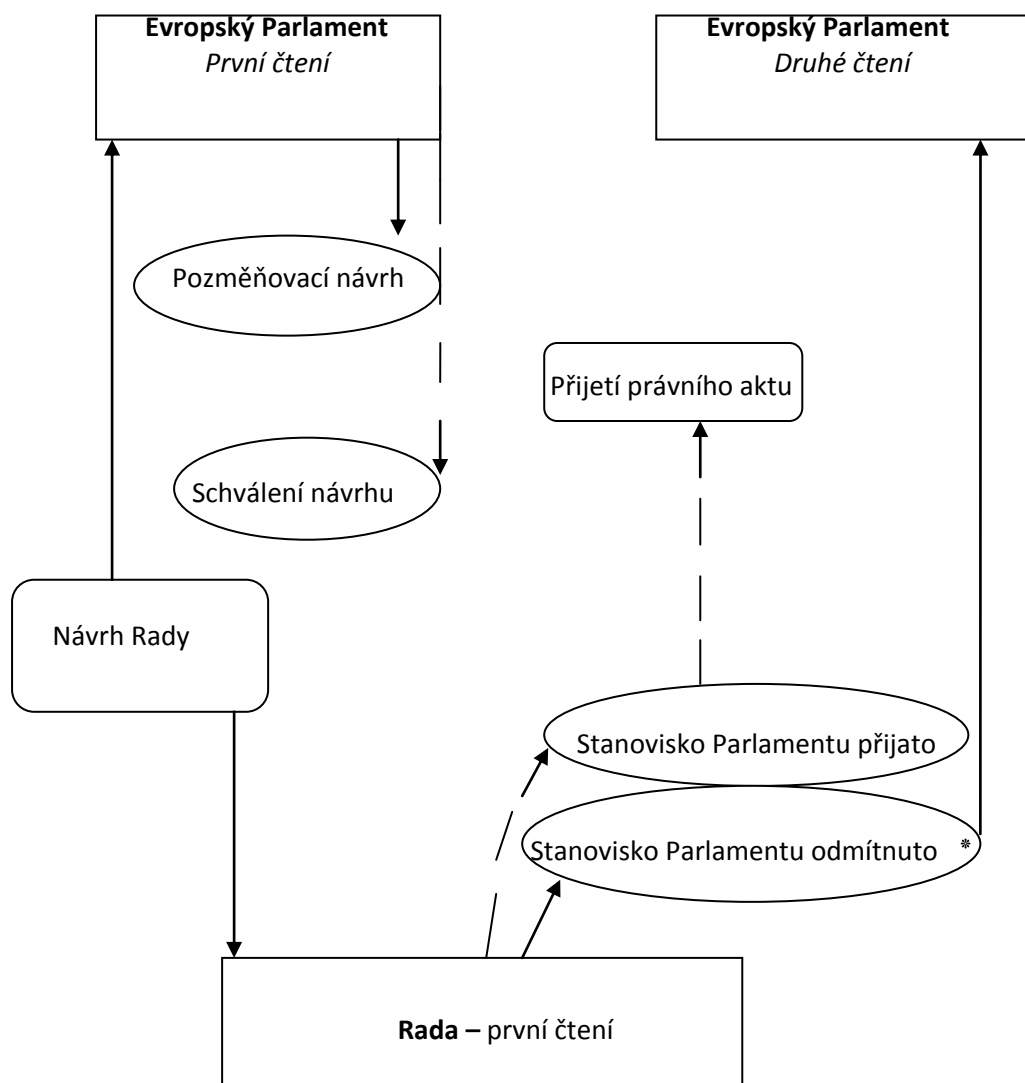 Evropský Parlament
První čtení
Evropský Parlament
Druhé čtení
Pozměňovací návrh
Přijetí právního aktu
Schválení návrhu
Návrh Rady
Stanovisko Parlamentu přijato
Stanovisko Parlamentu odmítnuto *
Rada – první čtení